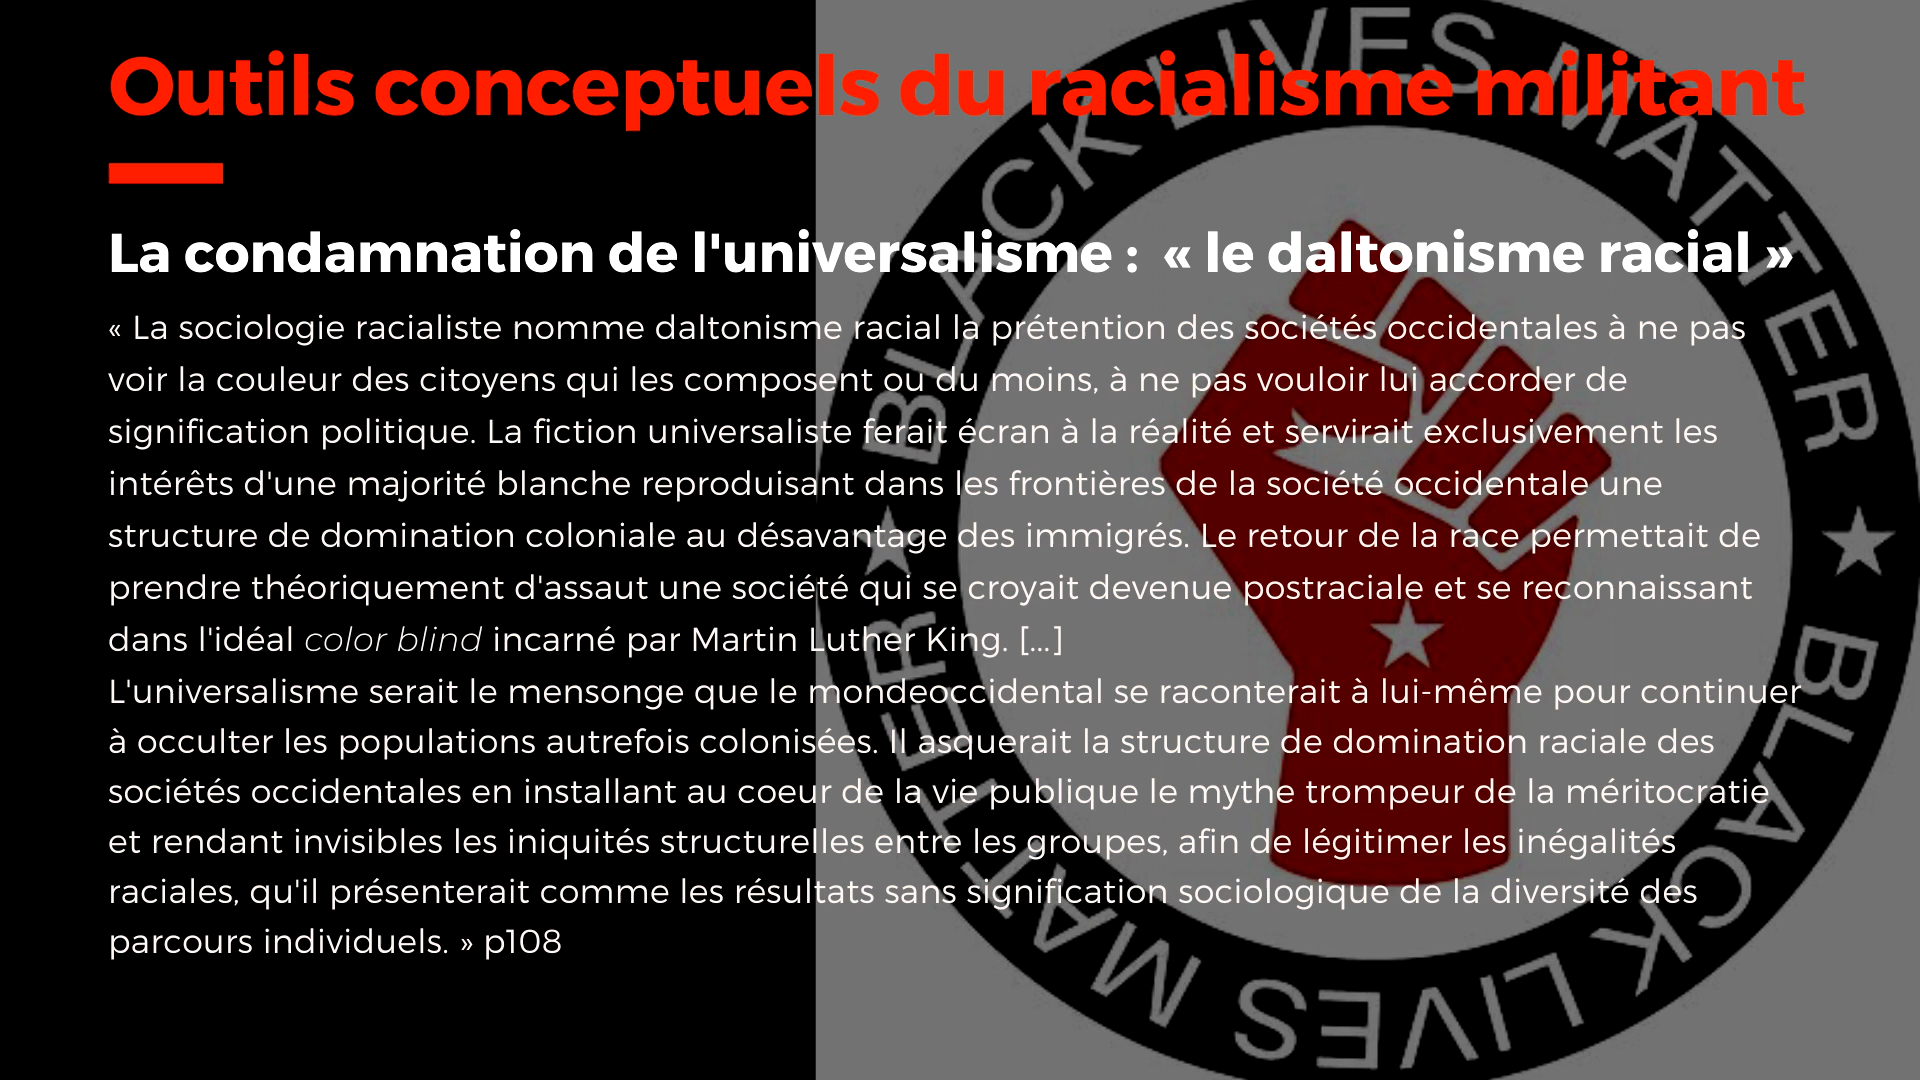 Outils conceptuels du racialisme militant
La condamnation de l'universalisme : « le daltonisme racial »
« La sociologie racialiste nomme daltonisme racial la prétention des sociétés occidentales à ne pas
voir la couleur des citoyens qui les composent ou du moins, à ne pas vouloir lui accorder de
signification politique. La fiction universaliste ferait écran à la réalité et servirait exclusivement les
intérêts d'une majorité blanche reproduisant dans les frontières de la société occidentale une
structure de domination coloniale au désavantage des immigrés. Le retour de la race permettait de
prendre théoriquement d'assaut une société qui se croyait devenue postraciale et se reconnaissant
dans l'idéal color blind incarné par Martin Luther King. [...]
L'universalisme serait le mensonge que le mondeoccidental se raconterait à lui-même pour continuer
à occulter les populations autrefois colonisées. Il asquerait la structure de domination raciale des
sociétés occidentales en installant au coeur de la vie publique le mythe trompeur de la méritocratie
et rendant invisibles les iniquités structurelles entre les groupes, afin de légitimer les inégalités
raciales, qu'il présenterait comme les résultats sans signification sociologique de la diversité des
parcours individuels. » p108
BLACK LIVES MATTER
BLACK LIVES MATTER